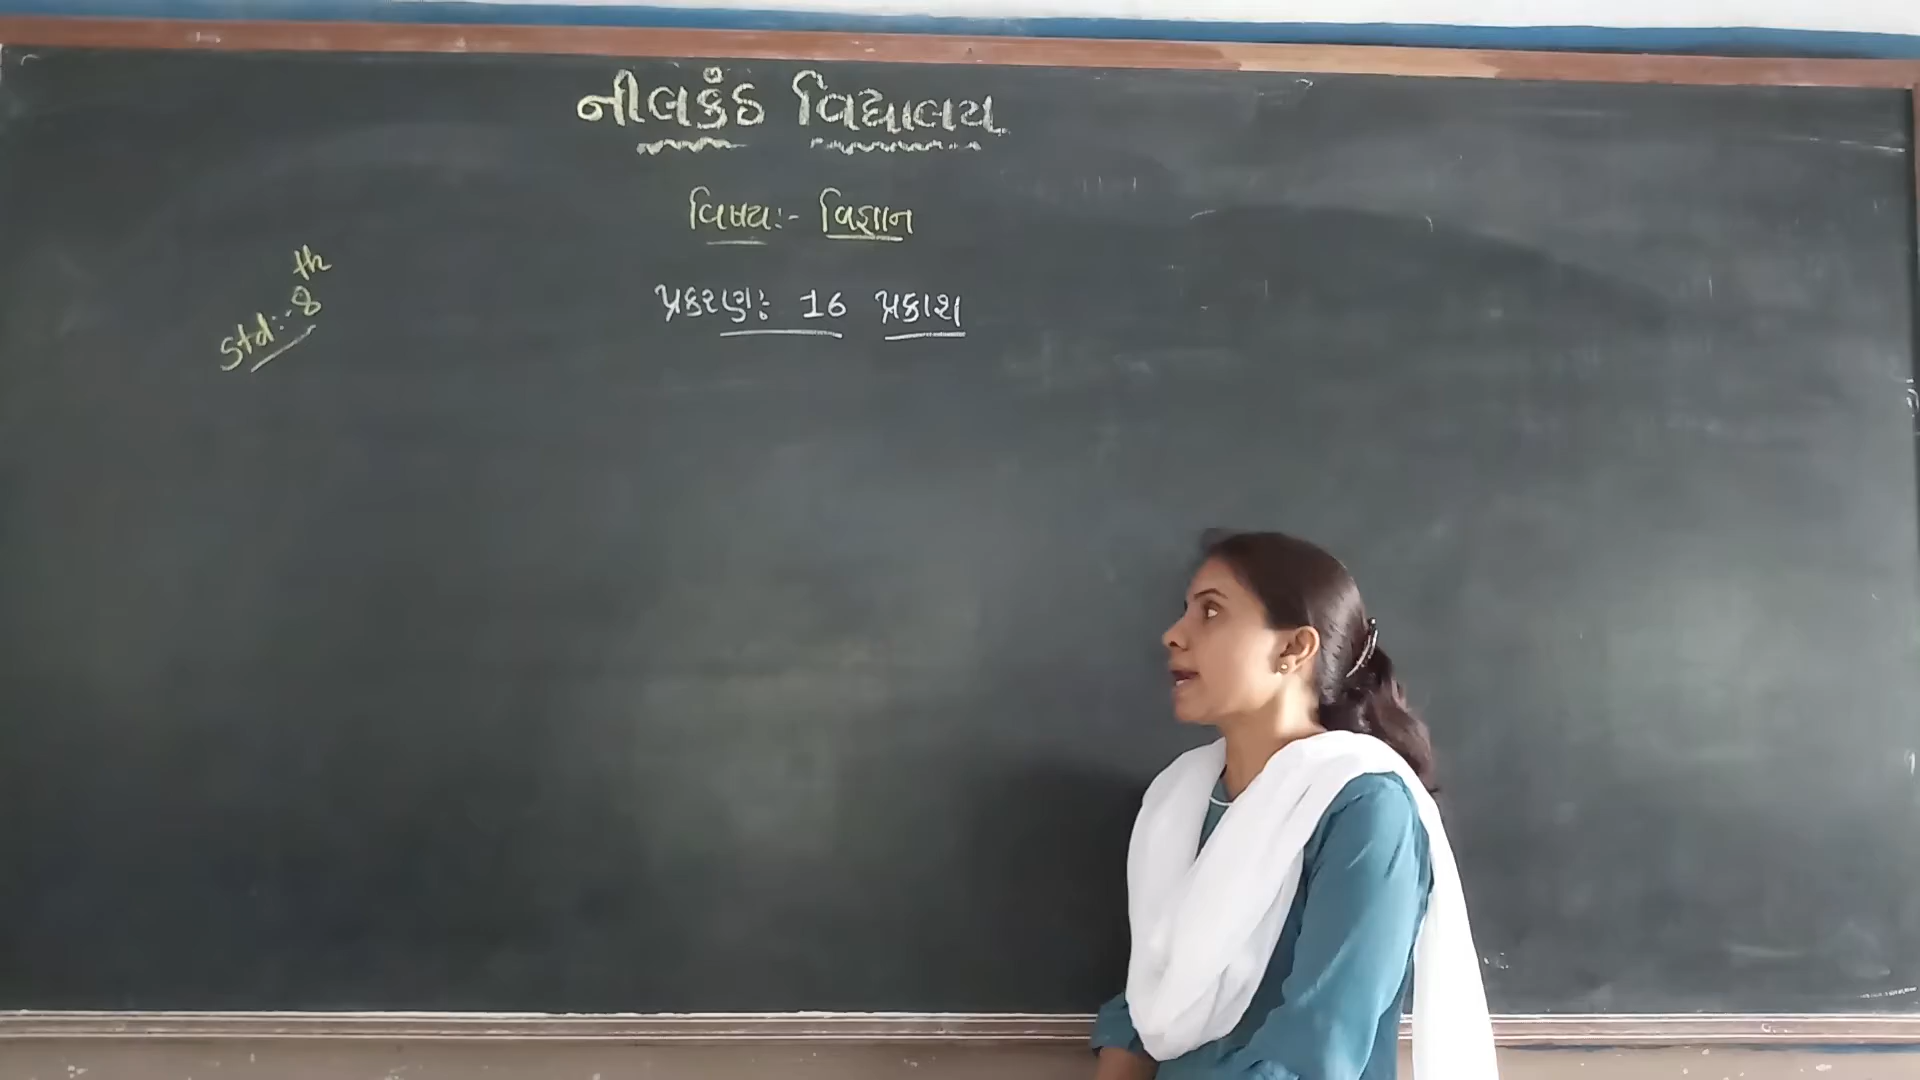 નીલકંઠ વિદ્યાલય
વિષય:- વિજ્ઞાન
Std:- 8th
પ્રકરણ: 16 પ્રકાશ